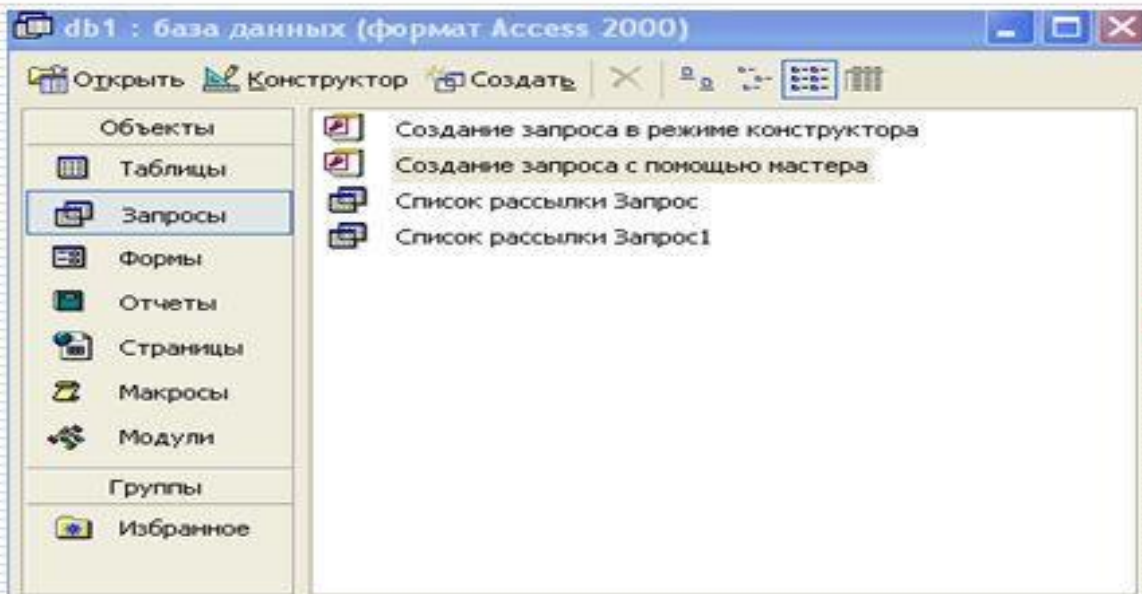 db1 : база данных (формат Access 2000)
Открыть Конструктор Создать
Объекты
Таблицы
Запросы
Формы
Отчеты
Страницы
Макросы
Модули
Группы
Избранное
Создание запроса в режиме конструктора
Создание запроса с помощью мастера
Список рассылки Запрос
Список рассылки Запрос1